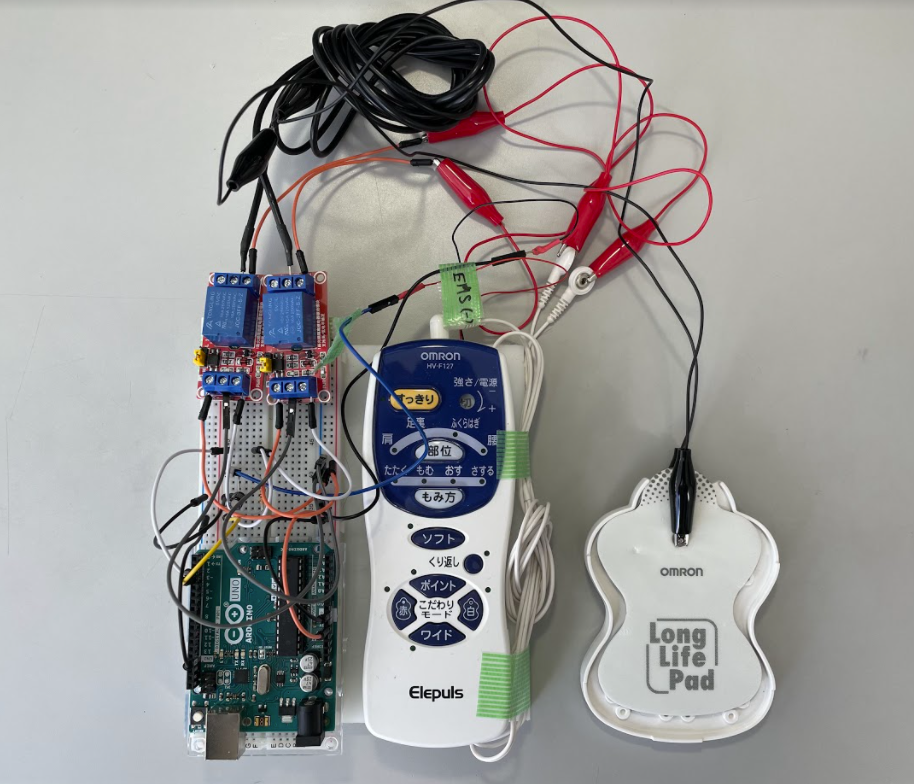 EMS(-)
OMRON
HV-F127
強さ/電源
-
+
すっきり
足裏
ふくらはぎ
肩
腰
部位
たたく
もむ
おす
さする
もみ方
ソフト
くり返し
ポイント
赤
こだわり
モード
白
ワイド
Elepuls
UNO
ARDUINO
OMRON
Long
Life
Pad